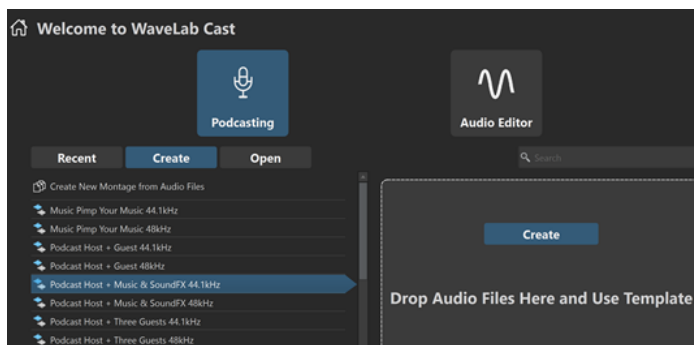 Welcome to WaveLab Cast
Podcasting
Audio Editor
Recent
Create
Open
Search
Create New Montage from Audio Files
Music Pimp Your Music 44.1kHz
Music Pimp Your Music 48kHz
Podcast Host + Guest 44.1kHz
Podcast Host + Guest 48kHz
Podcast Host + Music & SoundFX 44.1kHz
Podcast Host + Music & SoundFX 48kHz
Podcast Host + Three Guests 44.1kHz
Podcast Host + Three Guests 48kHz
Create
Drop Audio Files Here and Use Template